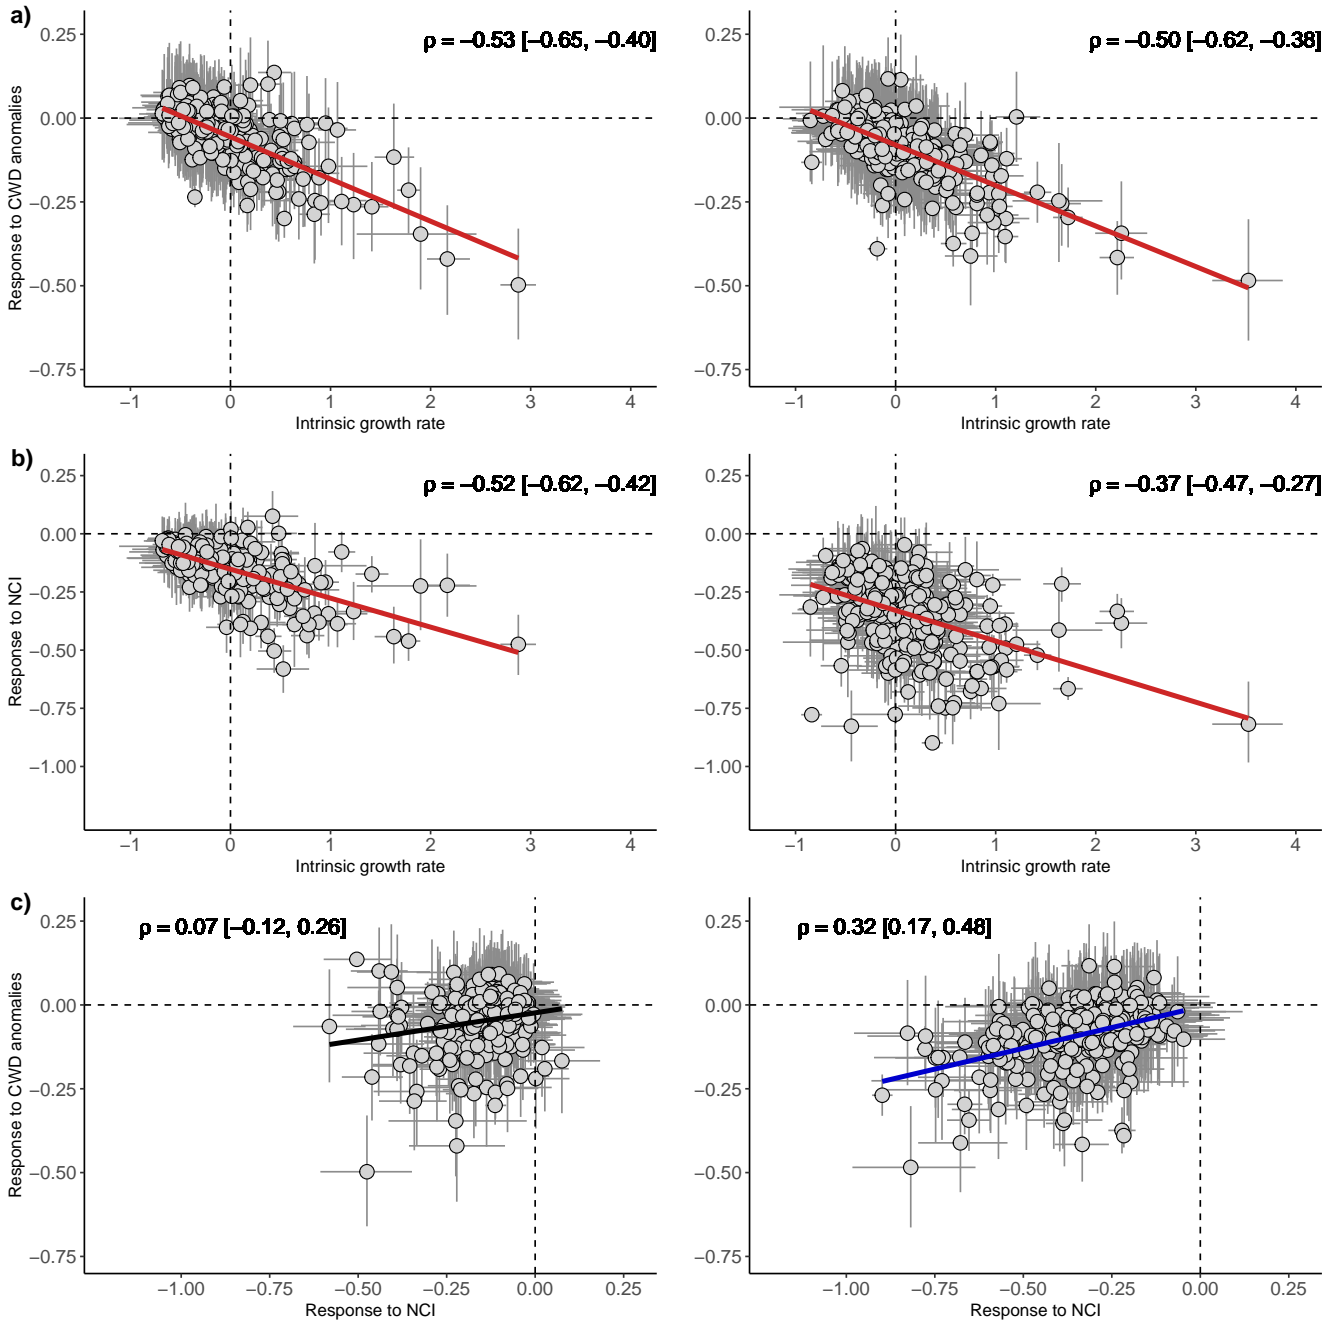 a)
ρ = −0.53 [−0.65, −0.40]
Response to CWD anomalies
0.25
0.00
−0.25
−0.50
−0.75
−1 0 1 2 3 4
Intrinsic growth rate
ρ = −0.50 [−0.62, −0.38]
0.25
0.00
−0.25
−0.50
−0.75
−1 0 1 2 3 4
Intrinsic growth rate
b)
ρ = −0.52 [−0.62, −0.42]
Response to NCI
0.25
0.00
−0.25
−0.50
−0.75
−1.00
−1 0 1 2 3 4
Intrinsic growth rate
ρ = −0.37 [−0.47, −0.27]
0.25
0.00
−0.25
−0.50
−0.75
−1.00
−1 0 1 2 3 4
Intrinsic growth rate
c)
ρ = 0.07 [−0.12, 0.26]
Response to CWD anomalies
0.25
0.00
−0.25
−0.50
−0.75
−1.00 −0.75 −0.50 −0.25 0.00 0.25
Response to NCI
ρ = 0.32 [0.17, 0.48]
0.25
0.00
−0.25
−0.50
−0.75
−1.00 −0.75 −0.50 −0.25 0.00 0.25
Response to NCI